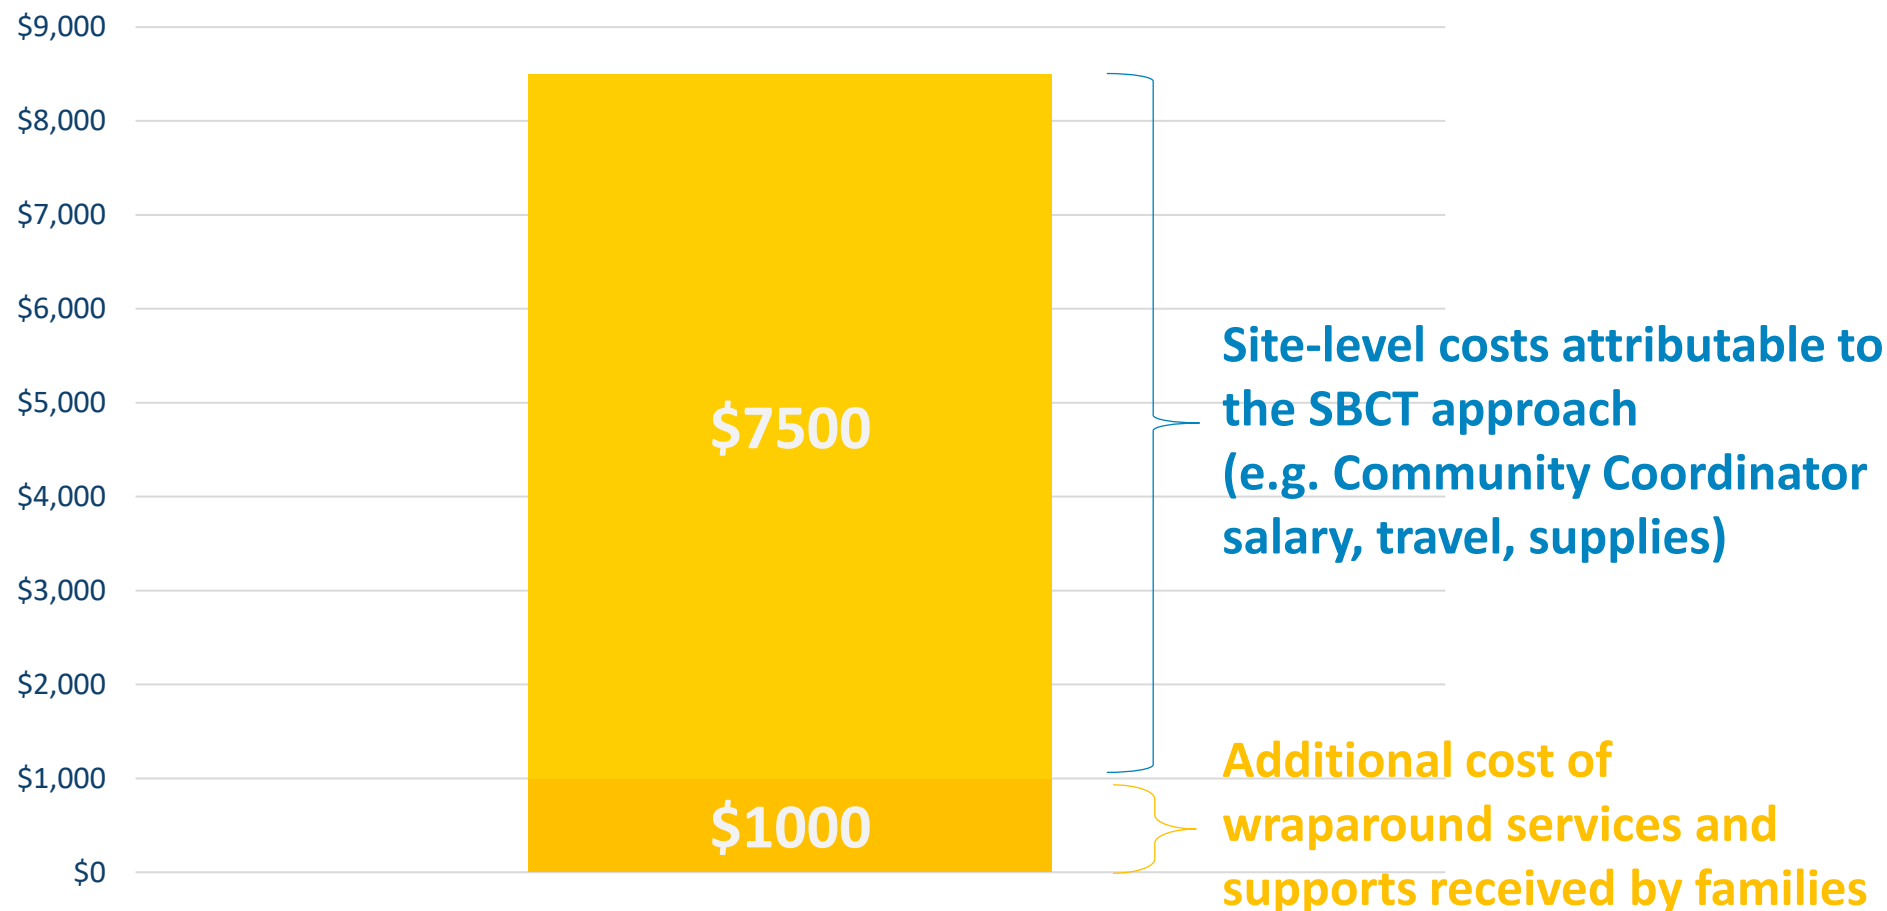 $9,000
$8,000
$7,000
$6,000
$5,000
$4,000
$3,000
$2,000
$1,000
$0
$7500
$1000
Site-level costs attributable to
the SBCT approach
(e.g. Community Coordinator
salary, travel, supplies)
Additional cost of
wraparound services and
supports received by families